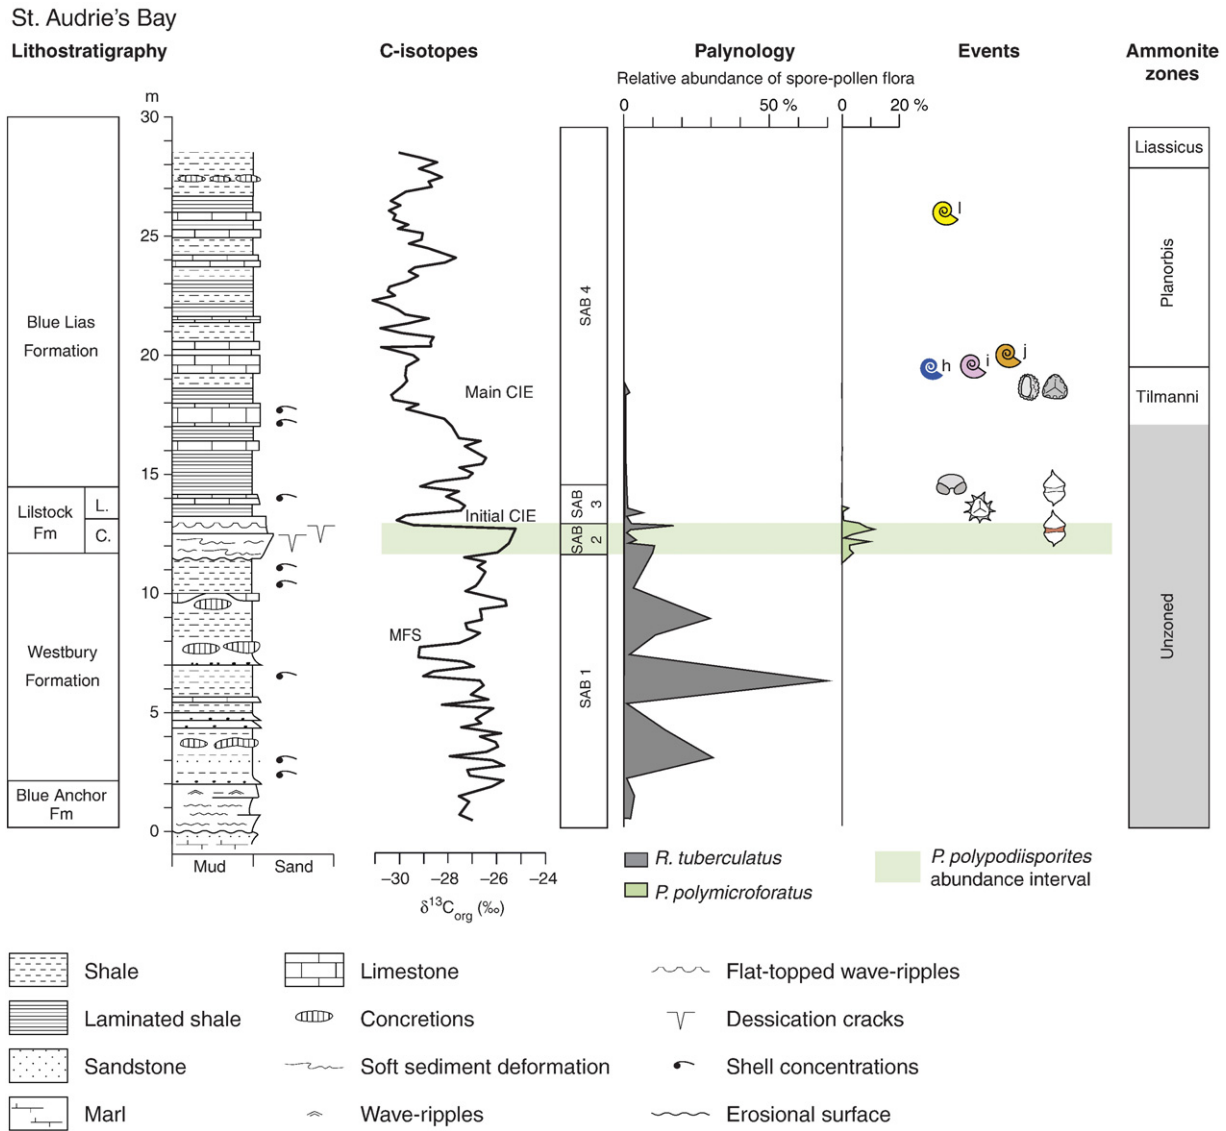 St. Audrie's Bay
Lithostratigraphy
C-isotopes
Palynology
Events
Ammonite
zones
Relative abundance of spore-pollen flora
0
50 %
0
20 %
m
30
25
20
15
10
5
0
Blue Lias
Formation
Lilstock
Fm
L.
C.
Westbury
Formation
Blue Anchor
Fm
Mud
Sand
Main CIE
Initial CIE
MFS
–30
–28
–26
–24
δ13Corg (‰)
SAB 4
SAB
3
SAB
2
SAB 1
l
h
i
j
Liassicus
Planorbis
Tilmanni
Unzoned
R. tuberculatus
P. polymicroforatus
P. polypodiisporites
abundance interval
Shale
Limestone
Flat-topped wave-ripples
Laminated shale
Concretions
Dessication cracks
Sandstone
Soft sediment deformation
Shell concentrations
Marl
Wave-ripples
Erosional surface